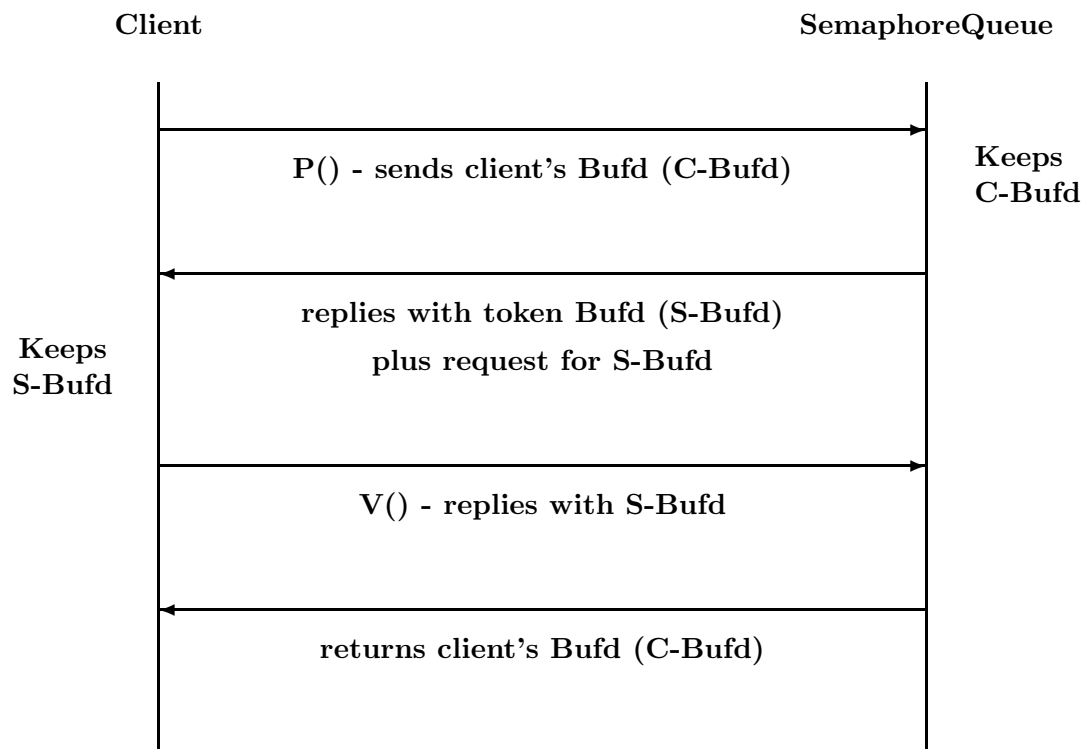 Client
SemaphoreQueue
P() - sends client's Bufd (C-Bufd)
Keeps
C-Bufd
replies with token Bufd (S-Bufd)
plus request for S-Bufd
Keeps
S-Bufd
V() - replies with S-Bufd
returns client's Bufd (C-Bufd)